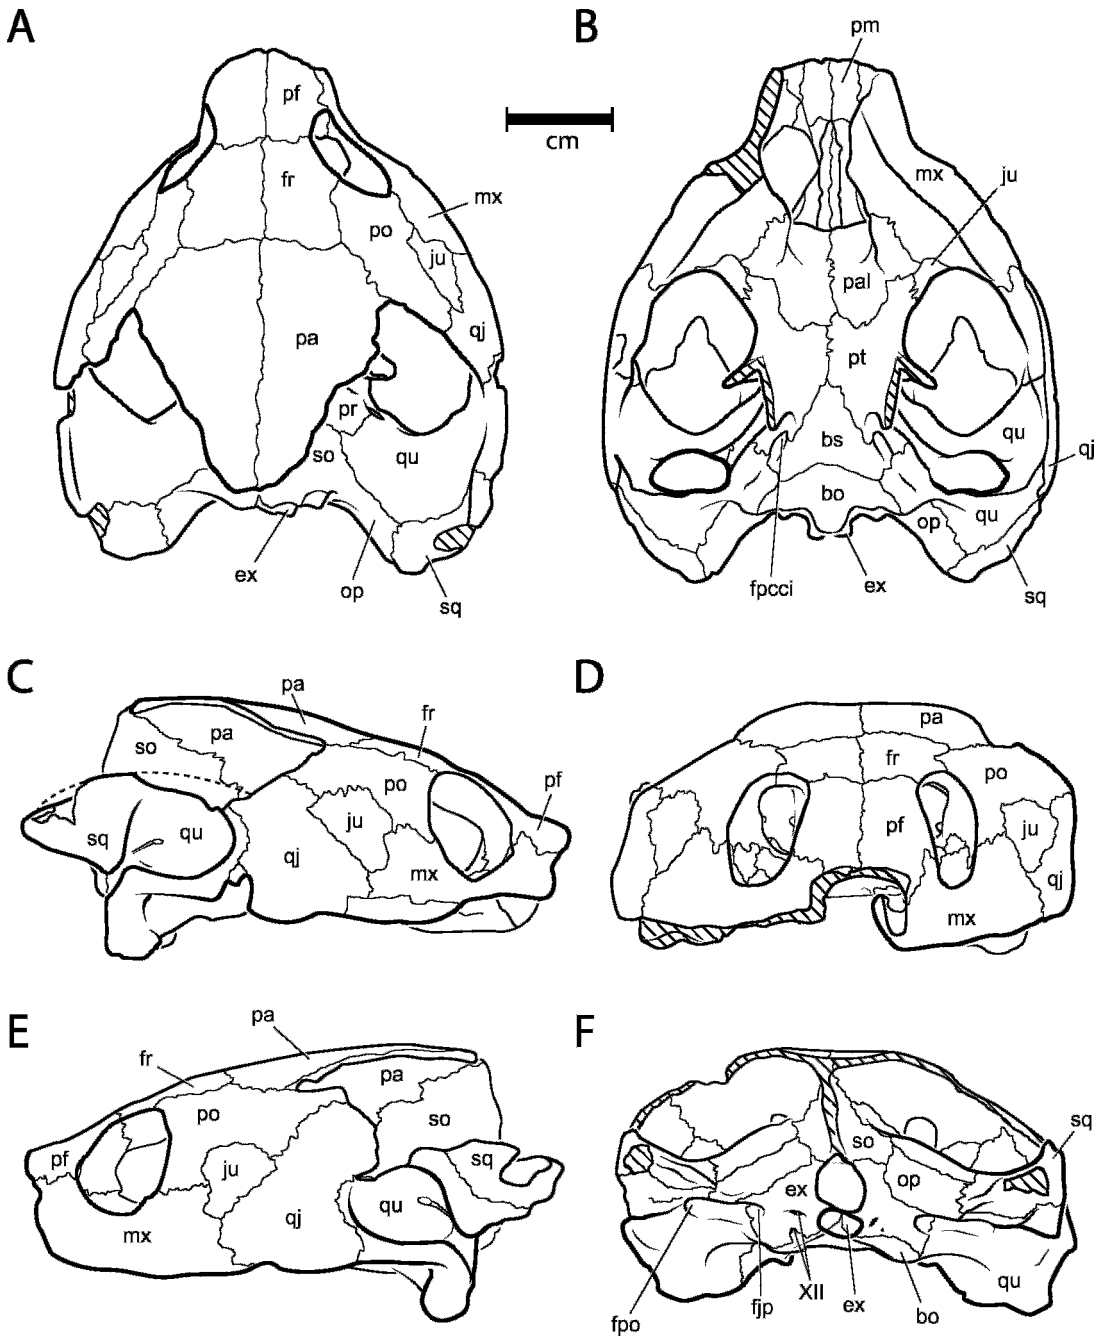 A
B
pm
pf
cm
fr
mx
ju
mx
po
ju
pal
pa
qj
pt
pr
so
qu
bs
qu
qj
bo
qu
op
ex
op
sq
fpcci
ex
sq
C
D
pa
pa
fr
so
pa
fr
po
po
pf
sq
qu
ju
pf
ju
qj
mx
qj
mx
E
F
pa
fr
pa
po
so
so
sq
pf
ju
sq
op
ex
mx
qj
qu
qu
fpo
fjp
XII
ex
bo